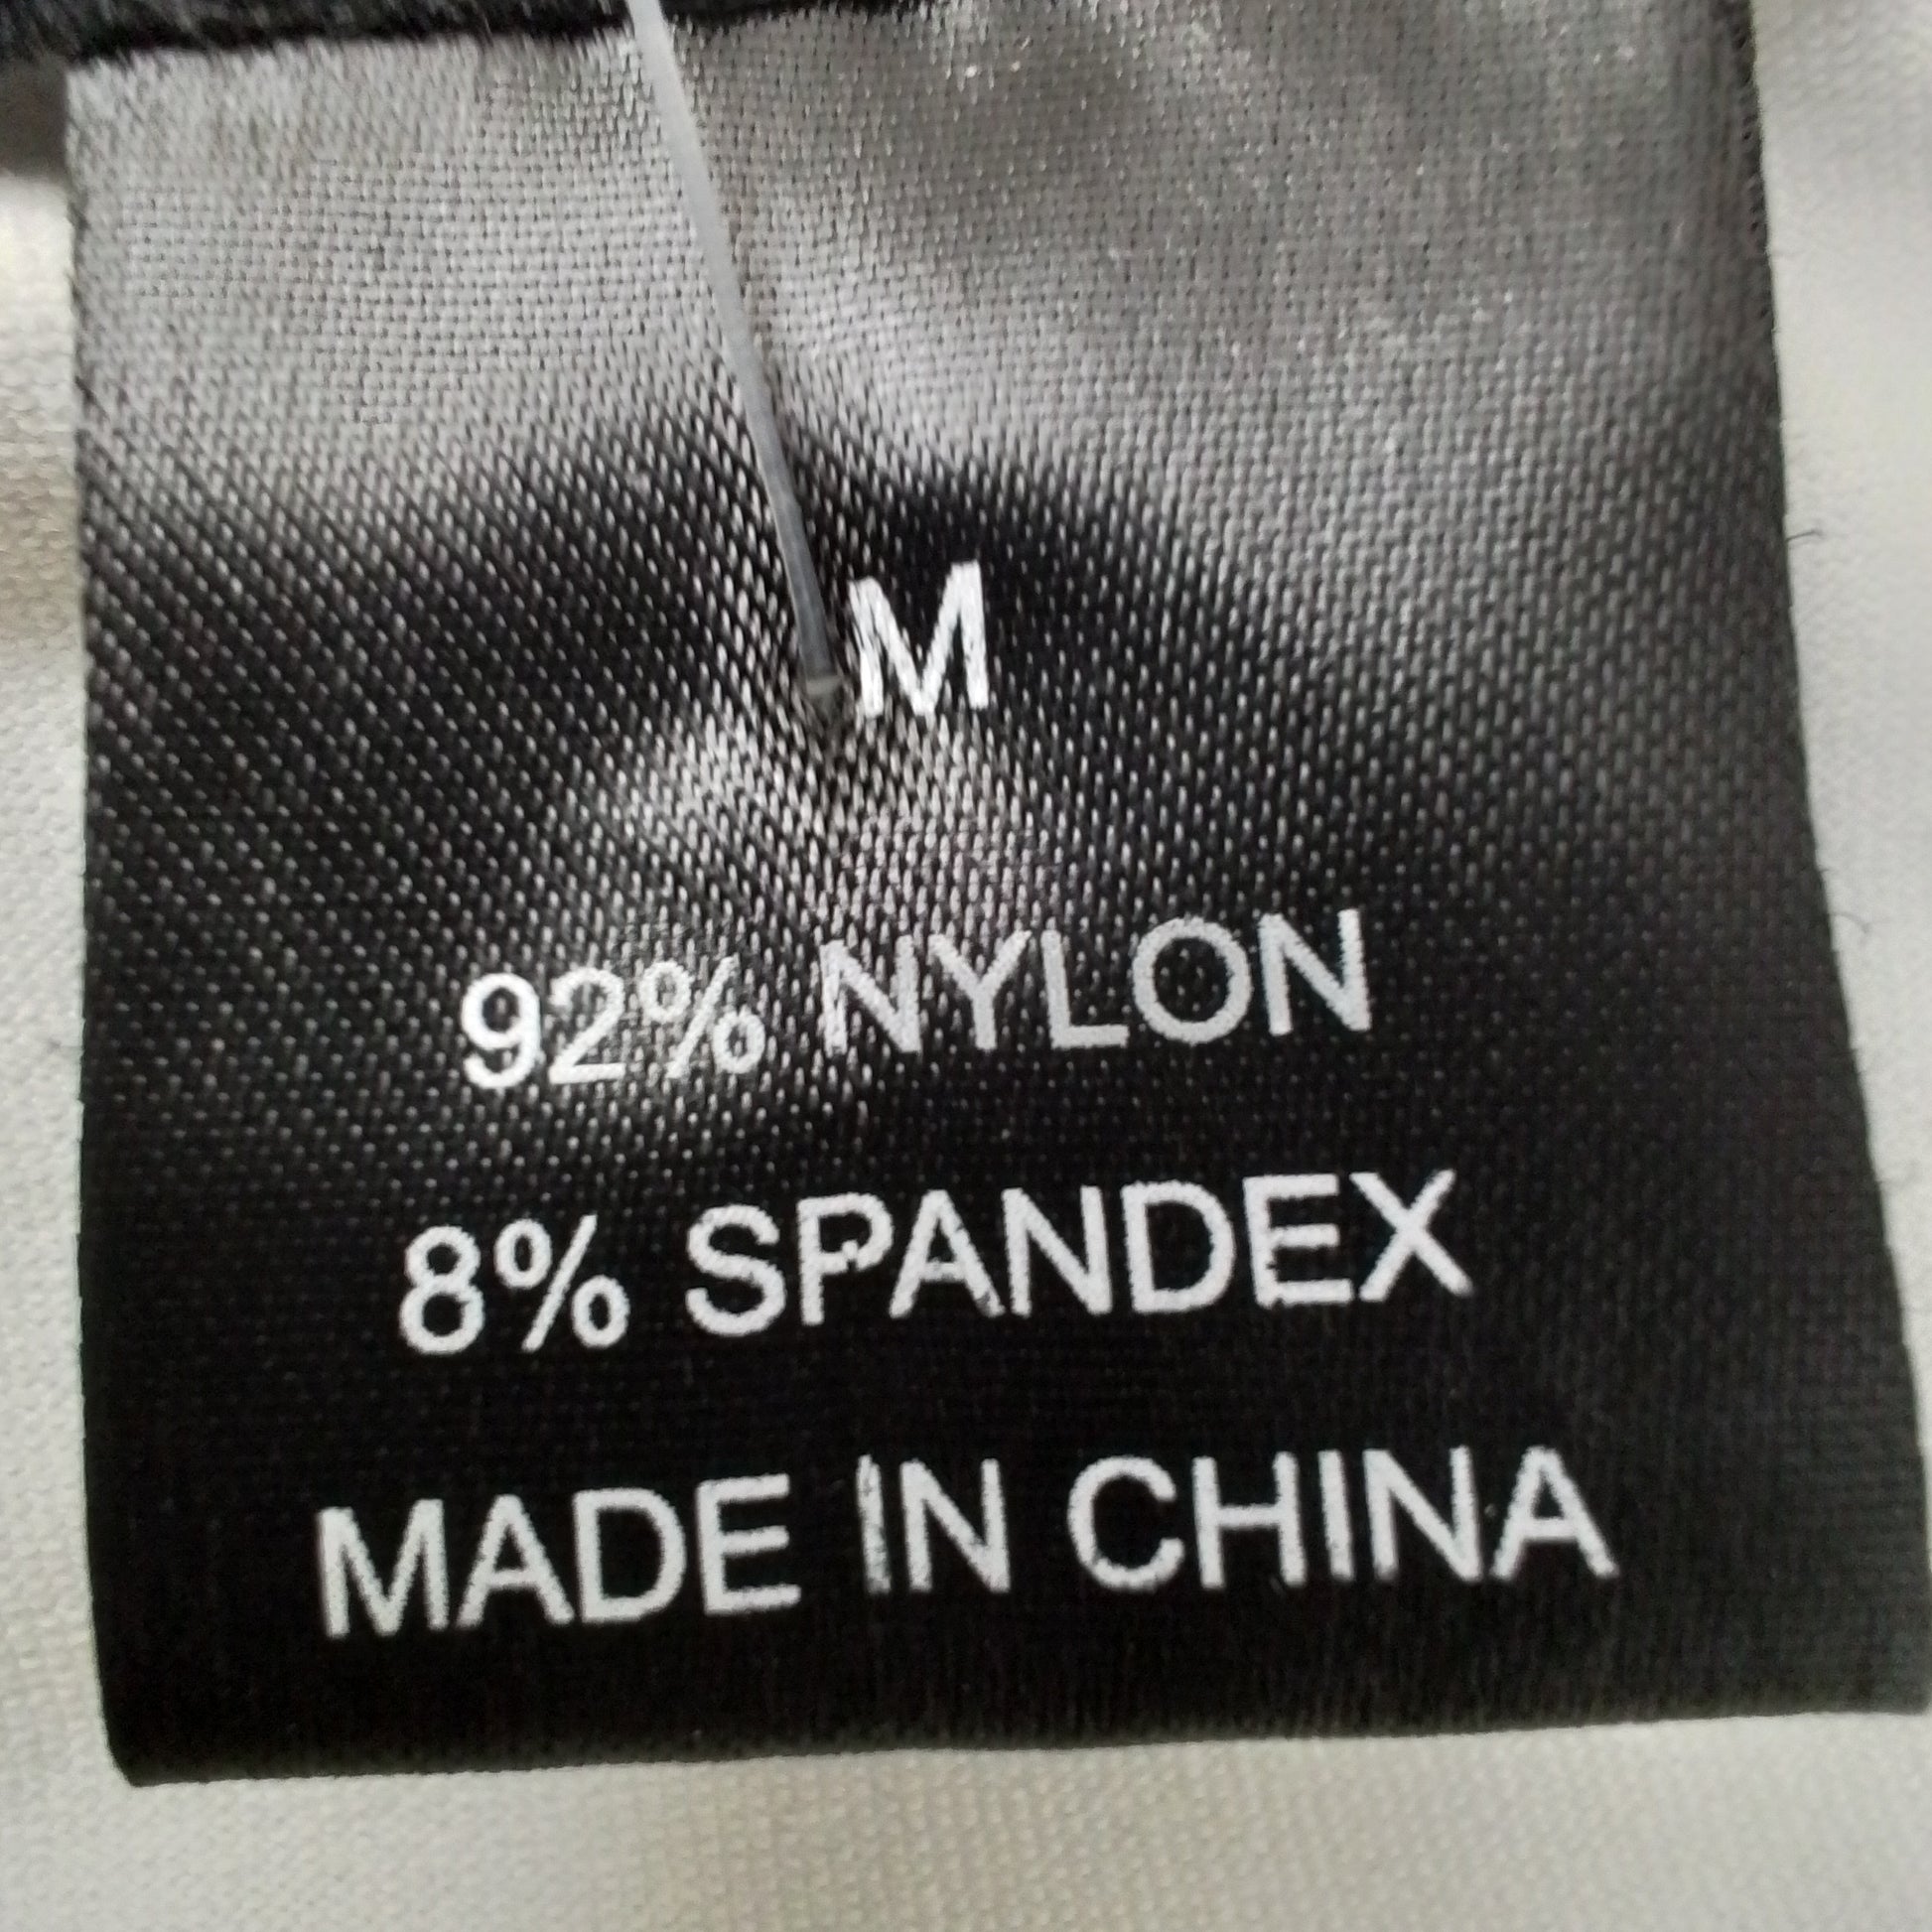 M
92% NYLON
8% SPANDEX
MADE IN CHINA